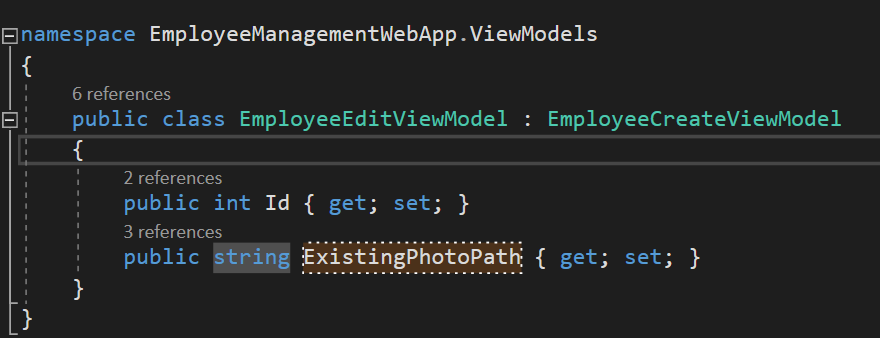 namespace EmployeeManagementWebApp.ViewModels
{
6 references
public class EmployeeEditViewModel : EmployeeCreateViewModel
{
2 references
public int Id { get; set; }
3 references
public string ExistingPhotoPath { get; set; }
}
}